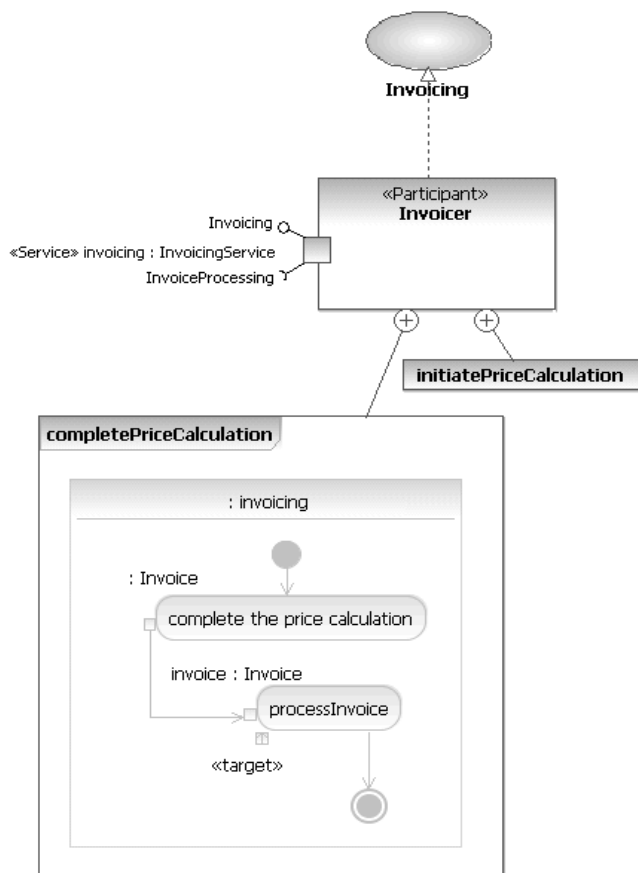 Invoicing
«Participant»
Invoicer
Invoicing
«Service» invoicing : InvoicingService
InvoiceProcessing
initiatePriceCalculation
completePriceCalculation
: invoicing
: Invoice
complete the price calculation
invoice : Invoice
processInvoice
«target»